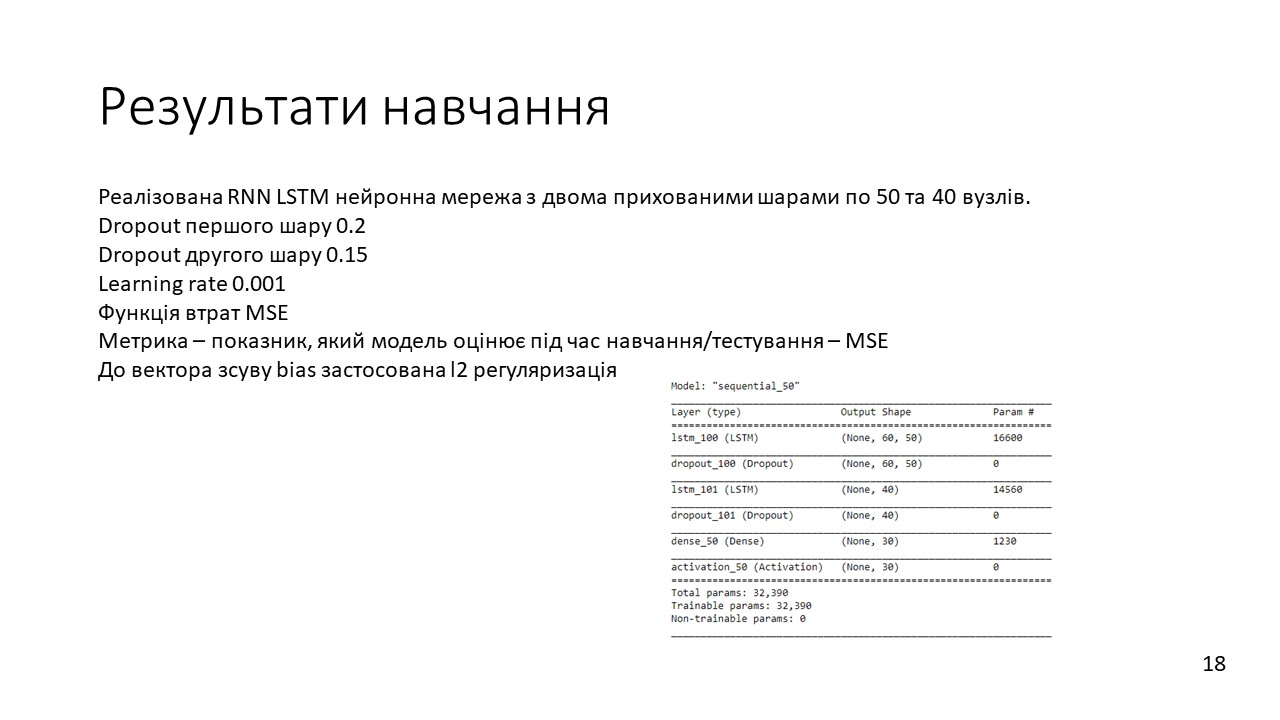 Результати навчання
Реалізована RNN LSTM нейронна мережа з двома прихованими шарами по 50 та 40 вузлів.
Dropout першого шару 0.2
Dropout другого шару 0.15
Learning rate 0.001
Функція втрат MSE
Метрика – показник, який модель оцінює під час навчання/тестування – MSE
До вектора зсуву bias застосована l2 регуляризація
Model: "sequential_50"
Layer (type) Output Shape Param #
lstm_100 (LSTM) (None, 60, 50) 16600
dropout_100 (Dropout) (None, 60, 50) 0
lstm_101 (LSTM) (None, 40) 14560
dropout_101 (Dropout) (None, 40) 0
dense_50 (Dense) (None, 30) 1230
activation_50 (Activation) (None, 30) 0
Total params: 32,390
Trainable params: 32,390
Non-trainable params: 0
18